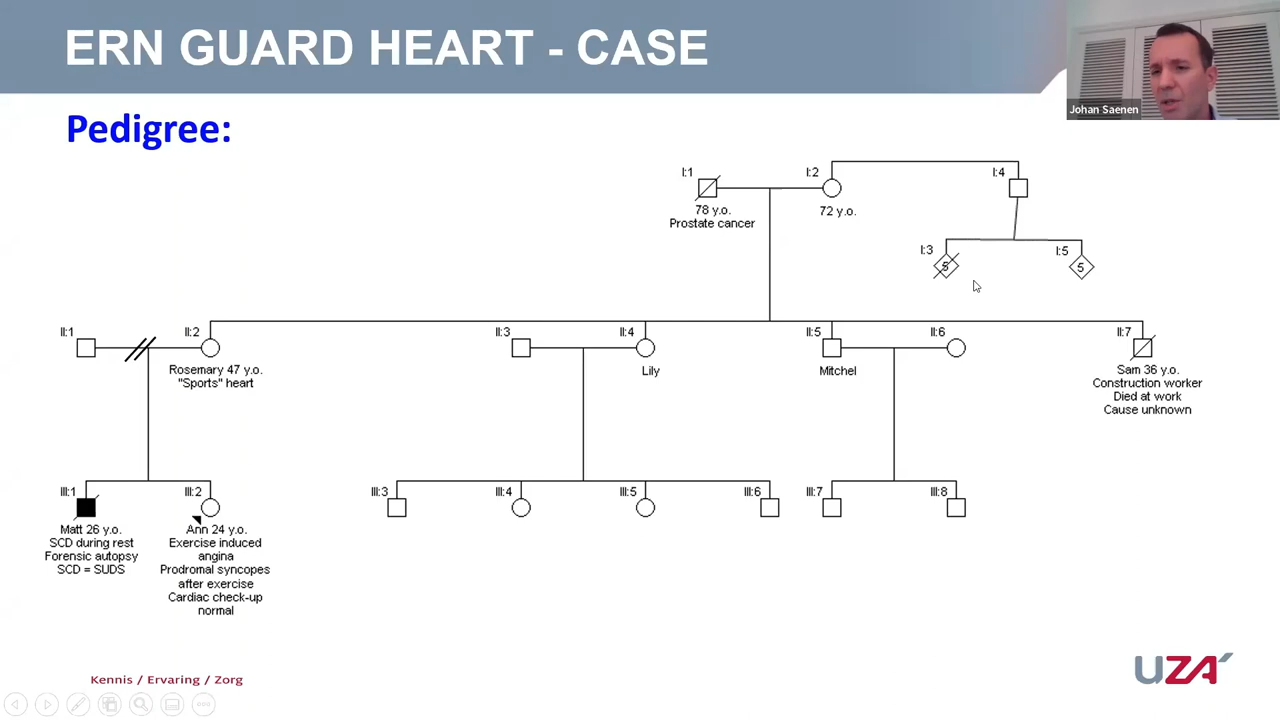 ERN GUARD HEART - CASE
Johan Saenen
Pedigree:
I:1
I:2
I:4
78 y.o.
Prostate cancer
72 y.o.
I:3
I:5
5
5
II:1
II:2
II:3
II:4
II:5
II:6
II:7
Rosemary 47 y.o.
"Sports" heart
Lily
Mitchel
Sam 36 y.o.
Construction worker
Died at work
Cause unknown
III:1
III:2
III:3
III:4
III:5
III:6
III:7
III:8
Matt 26 y.o.
SCD during rest
Forensic autopsy
SCD = SUDS
Ann 24 y.o.
Exercise induced
angina
Prodromal syncopes
after exercise
Cardiac check-up
normal
Kennis / Ervaring / Zorg
UZA